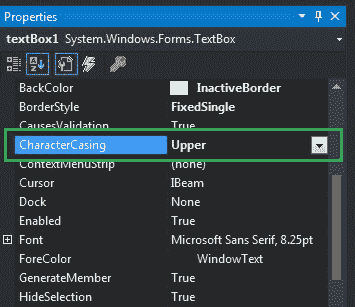 Properties
textBox1 System.Windows.Forms.TextBox
BackColor InactiveBorder
BorderStyle FixedSingle
CausesValidation True
CharacterCasing Upper
ContextMenuStrip (none)
Cursor IBeam
Dock None
Enabled True
Font Microsoft Sans Serif, 8.25pt
ForeColor WindowText
GenerateMember True
HideSelection True